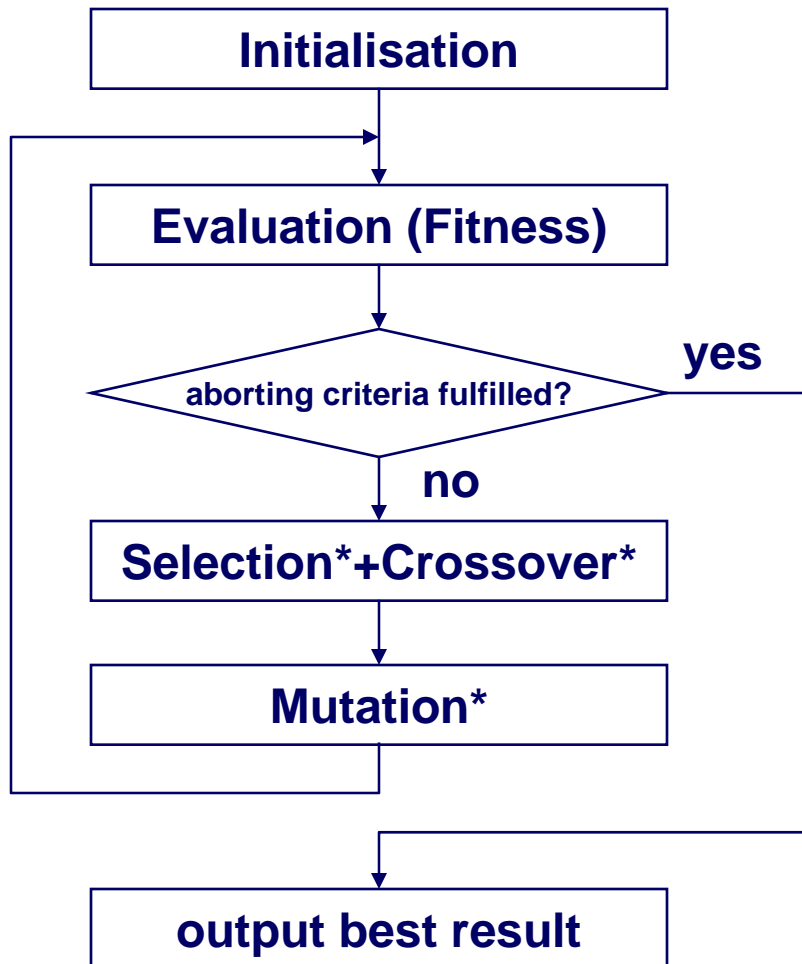 Initialisation
Evaluation (Fitness)
yes
aborting criteria fulfilled?
no
Selection*+Crossover*
Mutation*
output best result